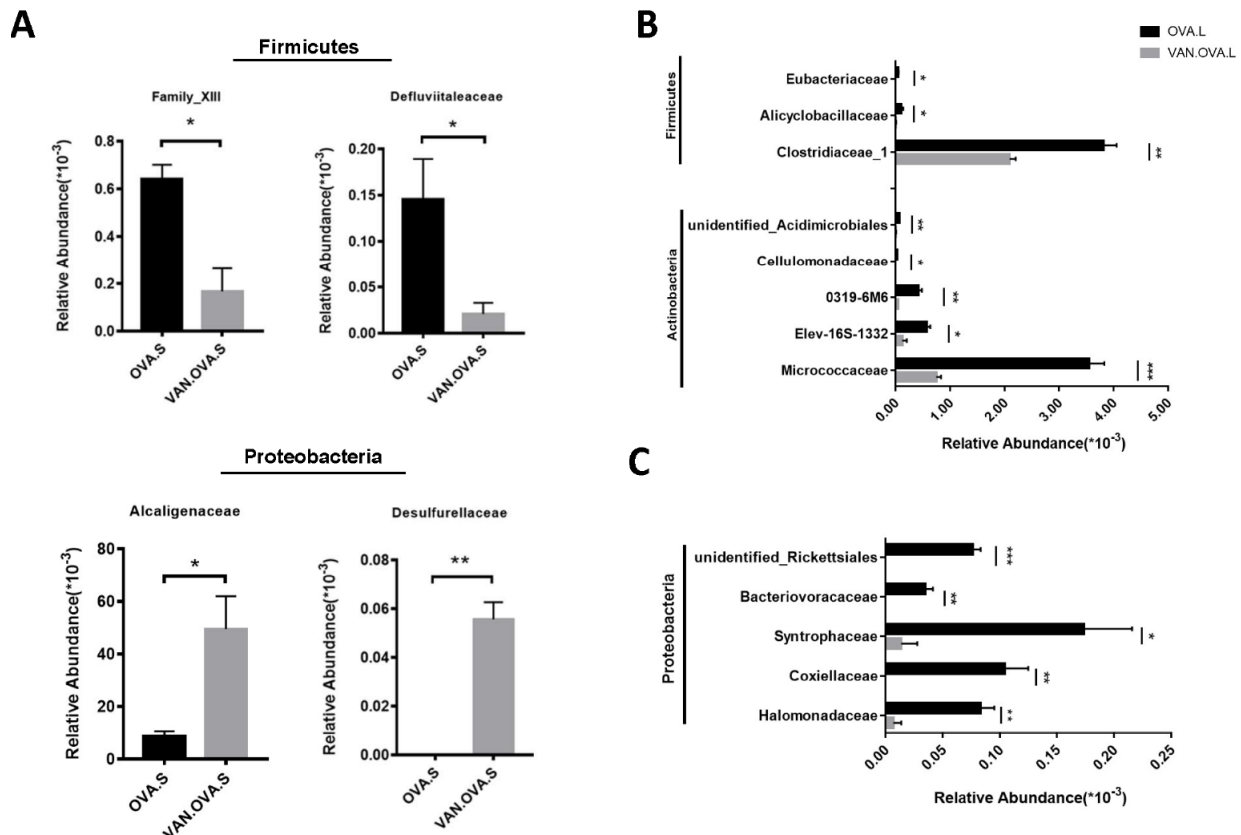 A
Firmicutes
Family_XIII
Defluviitaleaceae
*
*
Relative Abundance(*10-3)
0.8
0.6
0.4
0.2
0.0
OVA.S
VAN.OVA.S
Relative Abundance(*10-3)
0.20
0.15
0.10
0.05
0.00
OVA.S
VAN.OVA.S
Proteobacteria
Alcaligenaceae
Desulfurellaceae
*
**
Relative Abundance(*10-3)
80
60
40
20
0
OVA.S
VAN.OVA.S
Relative Abundance(*10-3)
0.08
0.06
0.04
0.02
0.00
OVA.S
VAN.OVA.S
B
OVA.L
VAN.OVA.L
Firmicutes
Eubacteriaceae *
Alicyclobacillaceae *
Clostridiaceae_1 **
Actinobacteria
unidentified_Acidimicrobiales **
Cellulomonadaceae *
0319-6M6 **
Elev-16S-1332 *
Micrococcaceae ***
0.00 1.00 2.00 3.00 4.00 5.00
Relative Abundance(*10-3)
C
Proteobacteria
unidentified_Rickettsiales ***
Bacteriovoracaceae **
Syntrophaceae *
Coxiellaceae **
Halomonadaceae **
0.00 0.05 0.10 0.15 0.20 0.25
Relative Abundance(*10-3)